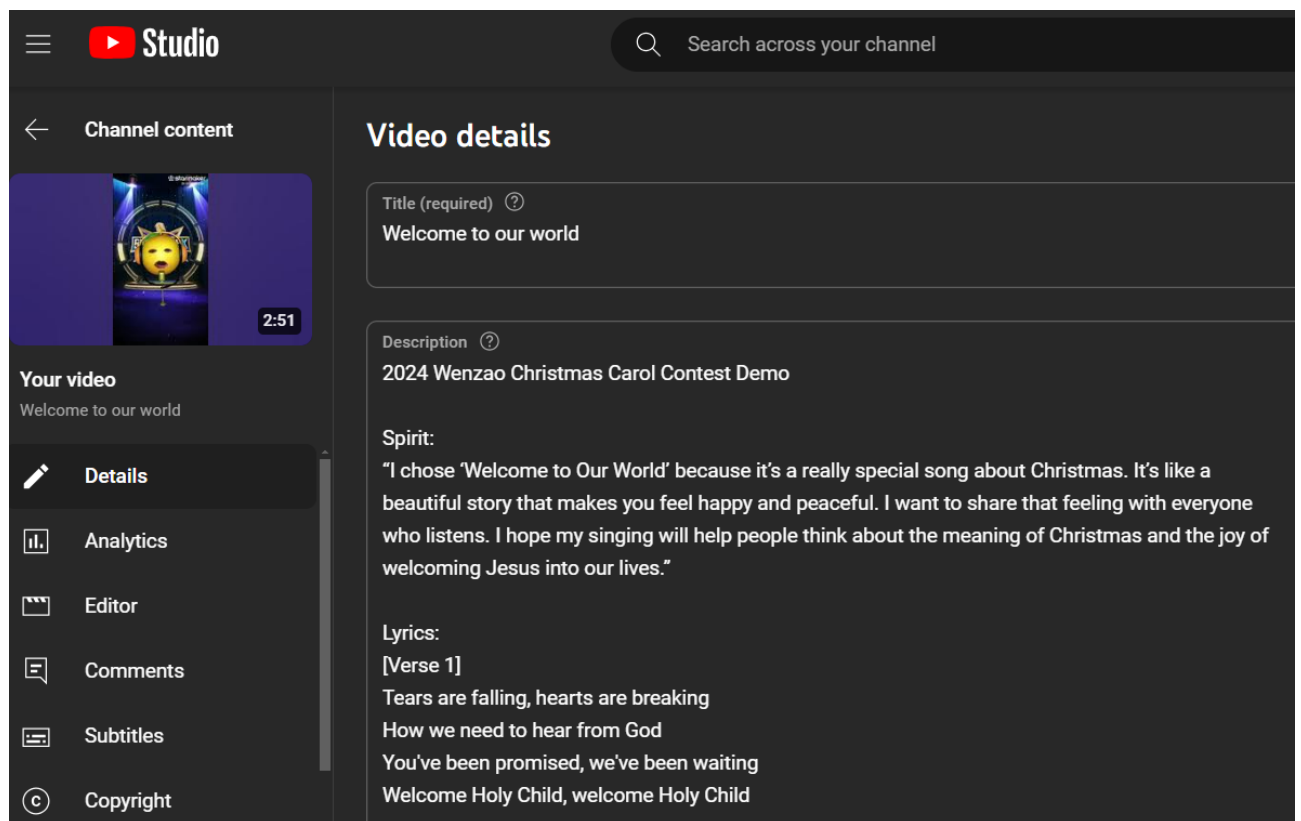 Studio
Search across your channel
Channel content
Video details
starmaker
2:51
Title (required)
Welcome to our world
Your video
Welcome to our world
Description
2024 Wenzao Christmas Carol Contest Demo
Spirit:
“I chose ‘Welcome to Our World’ because it’s a really special song about Christmas. It’s like a
beautiful story that makes you feel happy and peaceful. I want to share that feeling with everyone
who listens. I hope my singing will help people think about the meaning of Christmas and the joy of
welcoming Jesus into our lives.”
Lyrics:
[Verse 1]
Tears are falling, hearts are breaking
How we need to hear from God
You've been promised, we've been waiting
Welcome Holy Child, welcome Holy Child
Details
Analytics
Editor
Comments
Subtitles
Copyright